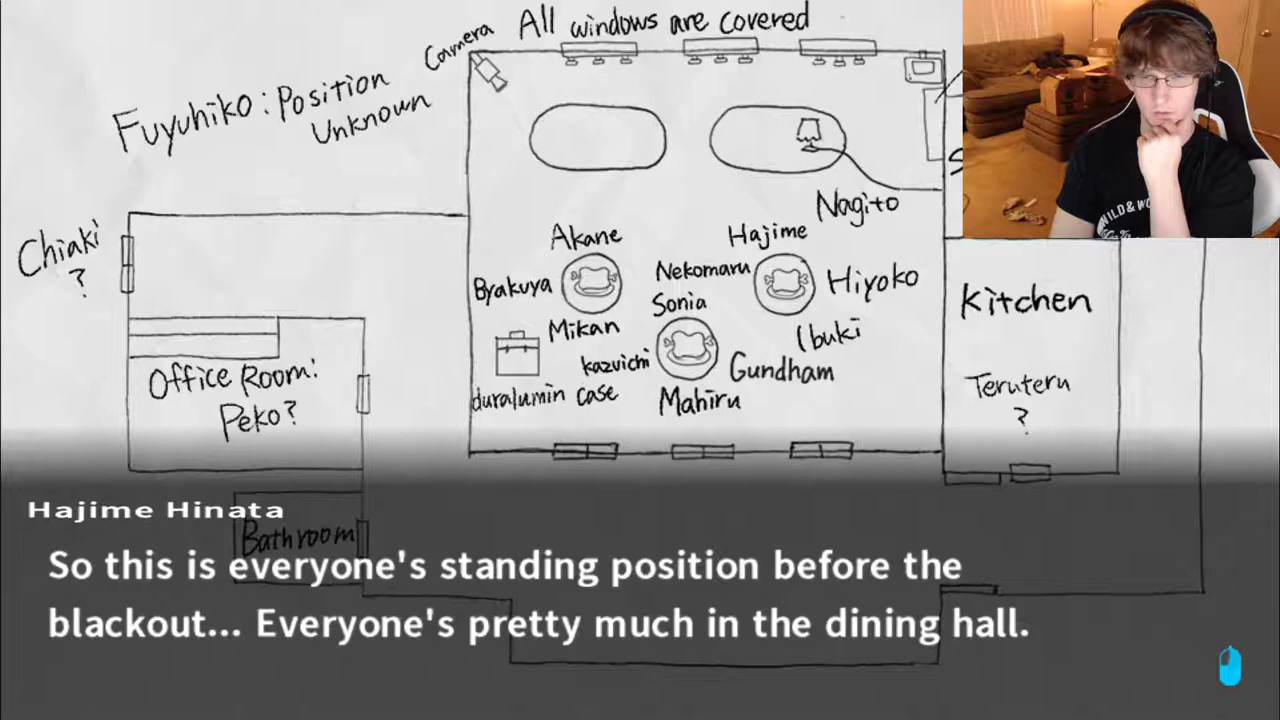 All windows are covered
Camera
Fuyuhiko : Position
Unknown
Nagito
Chiaki
?
Akane
Hajime
Byakuya
Nekomaru
Hiyoko
Sonia
Mikan
Ibuki
kazuichi
Gundham
duralumin case
Mahiru
Kitchen
Teruteru
?
Office Room:
Peko?
Bathroom
Hajime Hinata
So this is everyone's standing position before the
blackout... Everyone's pretty much in the dining hall.
WILD & WO